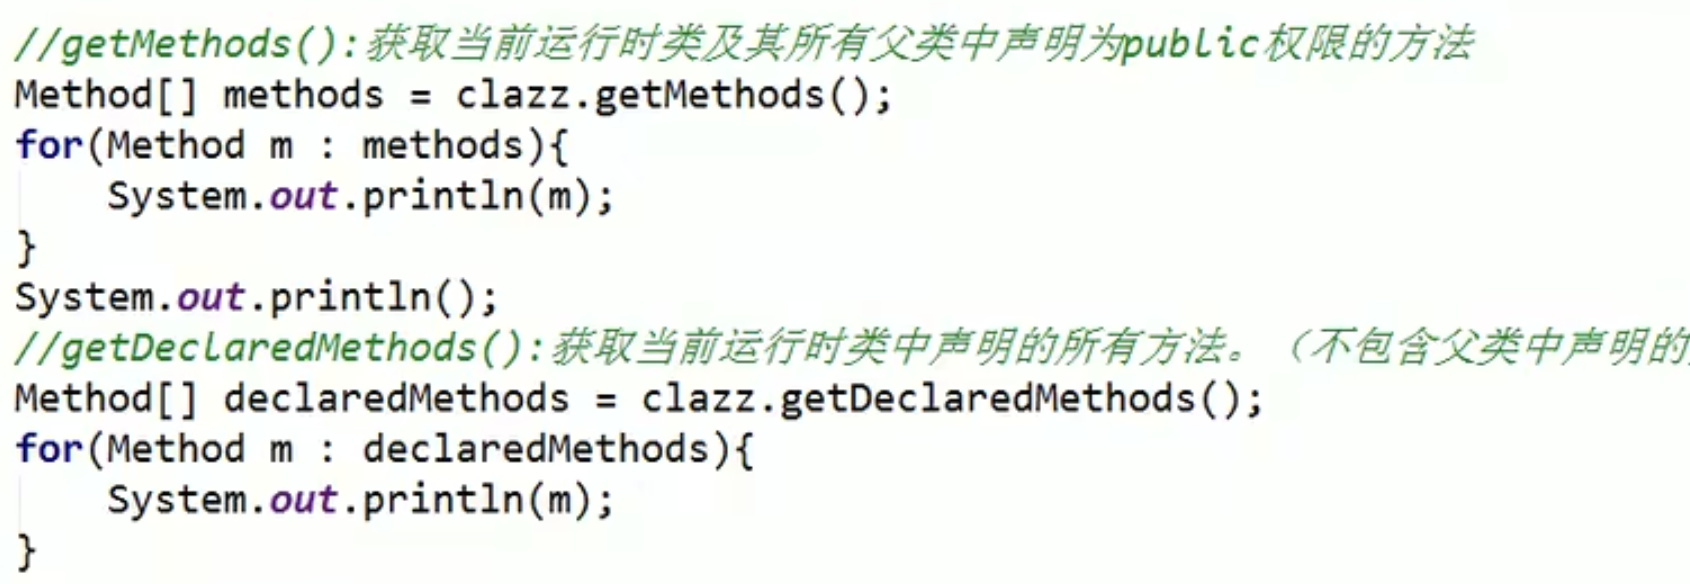 //getMethods():获取当前运行时类及其所有父类中声明为public权限的方法
Method[] methods = clazz.getMethods();
for(Method m : methods){
    System.out.println(m);
}
System.out.println();
//getDeclaredMethods():获取当前运行时类中声明的所有方法。（不包含父类中声明的
Method[] declaredMethods = clazz.getDeclaredMethods();
for(Method m : declaredMethods){
    System.out.println(m);
}